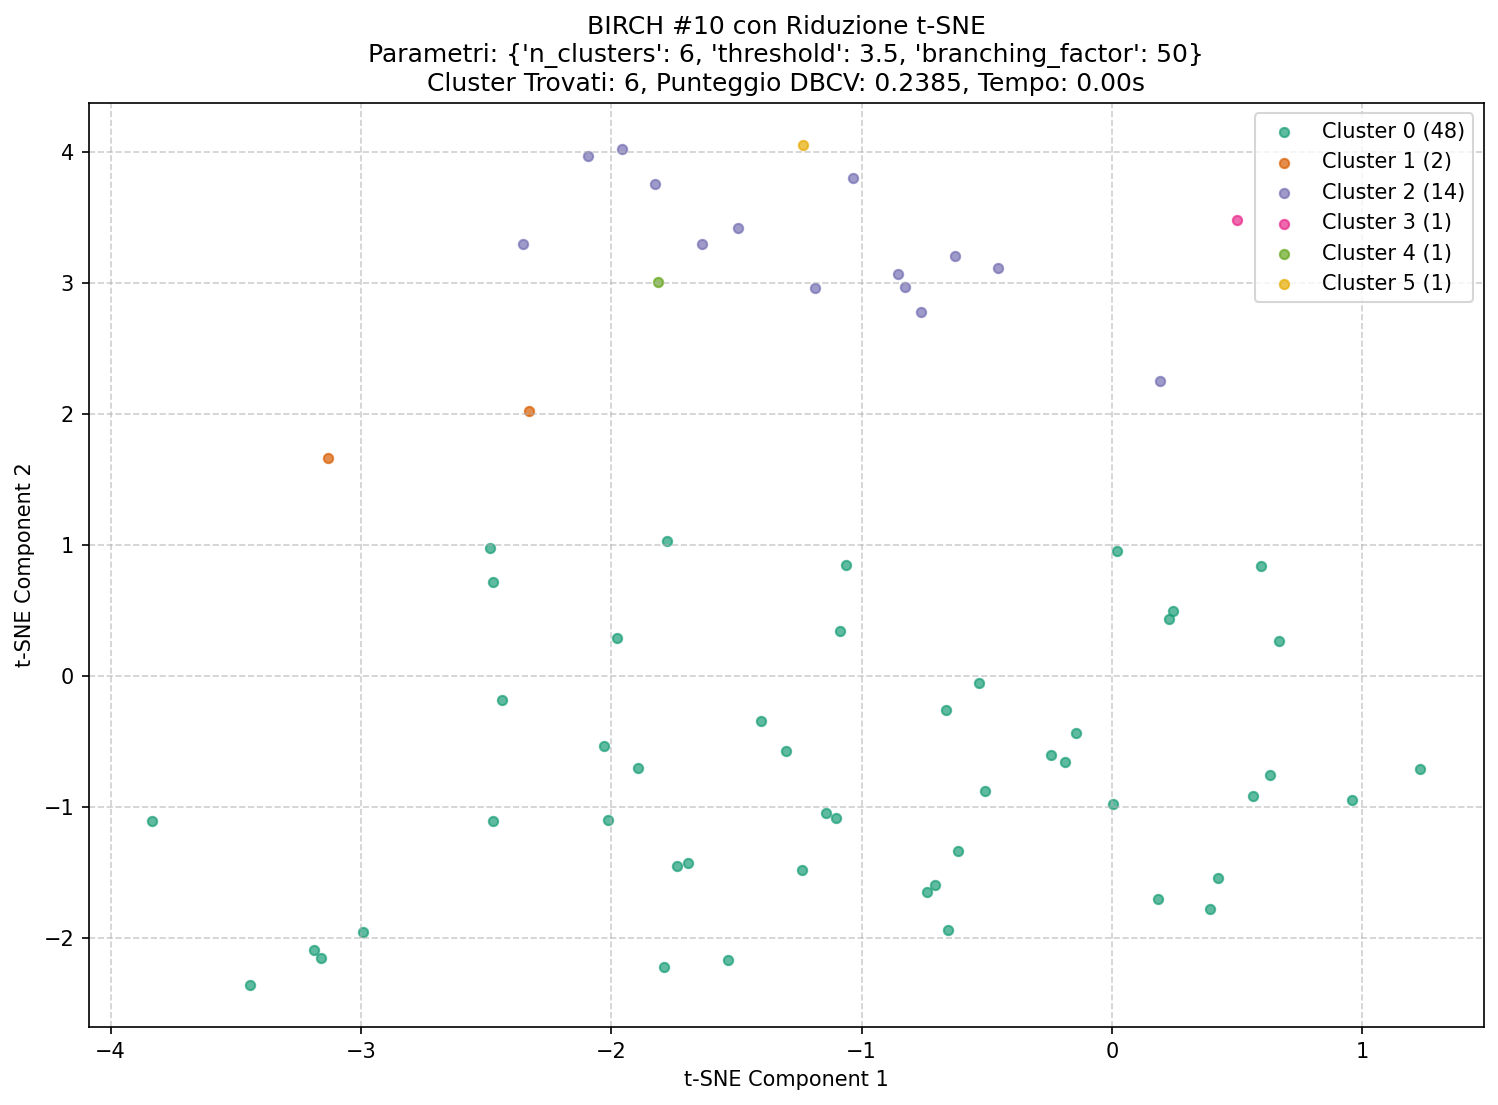 BIRCH #10 con Riduzione t-SNE
Parametri: {'n_clusters': 6, 'threshold': 3.5, 'branching_factor': 50}
Cluster Trovati: 6, Punteggio DBCV: 0.2385, Tempo: 0.00s
Cluster 0 (48)
Cluster 1 (2)
Cluster 2 (14)
Cluster 3 (1)
Cluster 4 (1)
Cluster 5 (1)
4
3
2
1
0
−1
−2
t-SNE Component 2
−4
−3
−2
−1
0
1
t-SNE Component 1